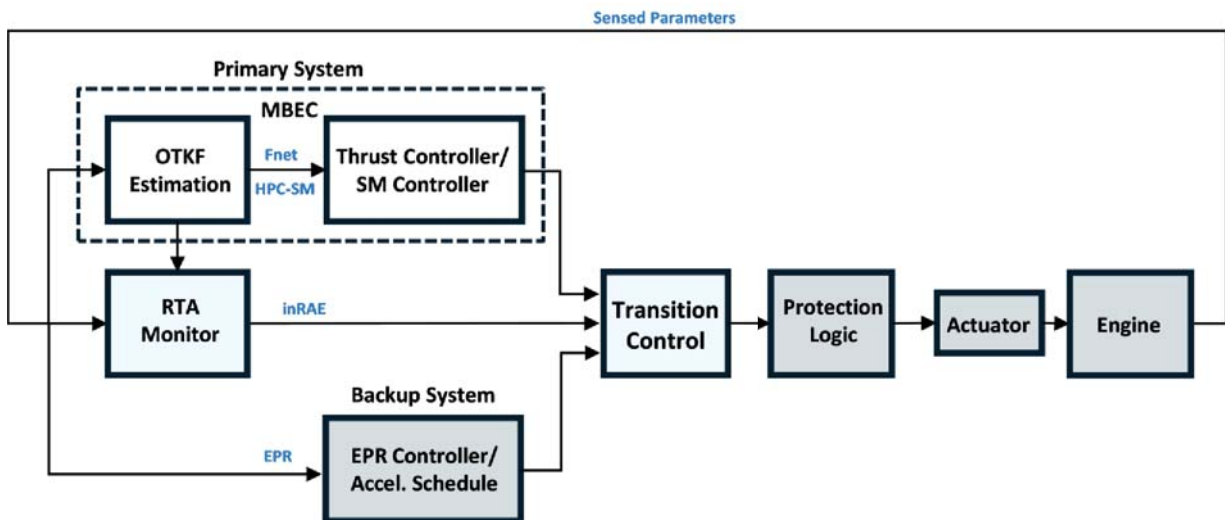 Sensed Parameters
Primary System
MBEC
OTKF
Estimation
Fnet
HPC-SM
Thrust Controller/
SM Controller
RTA
Monitor
inRAE
Transition
Control
Protection
Logic
Actuator
Engine
Backup System
EPR
EPR Controller/
Accel. Schedule